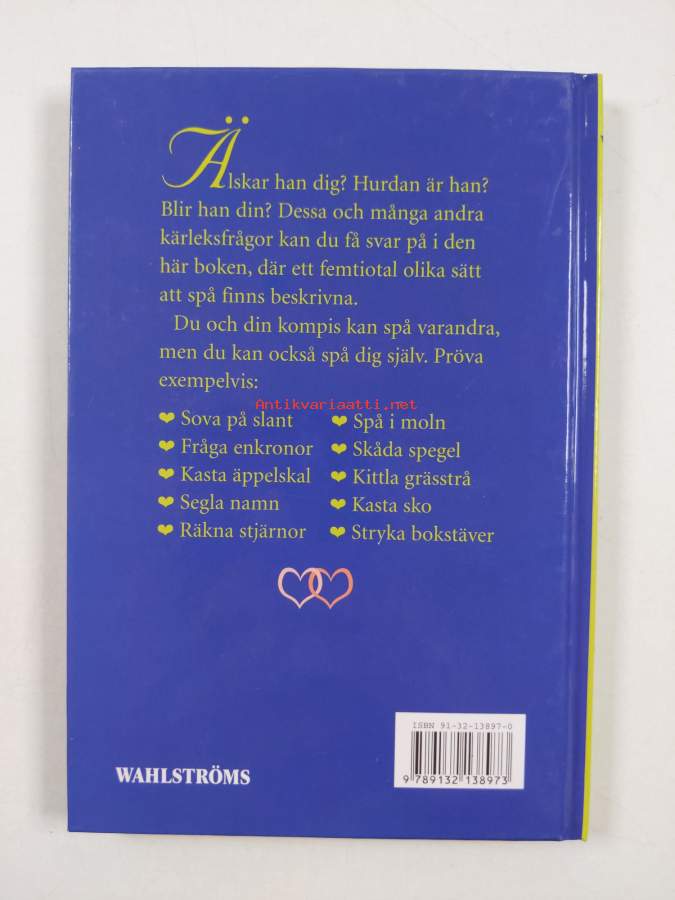 Älskar han dig? Hurdan är han?
Blir han din? Dessa och många andra
kärleksfrågor kan du få svar på i den
här boken, där ett femtiotal olika sätt
att spå finns beskrivna.
Du och din kompis kan spå varandra,
men du kan också spå dig själv. Pröva
exempelvis:
Antikvariaatti.net
❤ Sova på slant
❤ Fråga enkronor
❤ Kasta äppelskal
❤ Segla namn
❤ Räkna stjärnor
❤ Spå i moln
❤ Skåda spegel
❤ Kittla grässtrå
❤ Kasta sko
❤ Stryka bokstäver
ISBN 91-32-13897-0
9 789132 138973
WAHLSTRÖMS